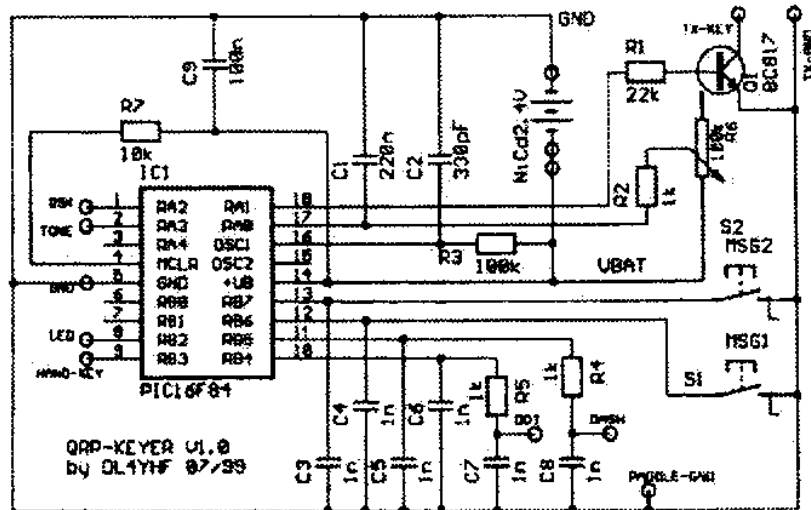 GND
TX-KEY
R1
22k
Q1
BC817
C9
100n
R7
10k
IC1
C1
220n
C2
330pF
NiCd2.4V
R2
1k
100k
R6
1
2
3
4
5
6
7
8
9
RA2
RA3
RA4
MCLR
GND
RB0
RB1
RB2
RB3
RA1
RA0
OSC1
OSC2
+UB
RB7
RB6
RB5
RB4
18
17
16
15
14
13
12
11
10
TONE
GND
LED
HAND-KEY
PIC16F84
R3
100k
VBAT
S2
MSG2
MSG1
S1
1k
R5
1k
R4
DOT
DASH
C4
1n
C6
1n
C3
1n
C5
1n
C7
1n
C8
1n
PADDLE-GND
QRP-KEYER V1.0
by DL4YHF 07/99